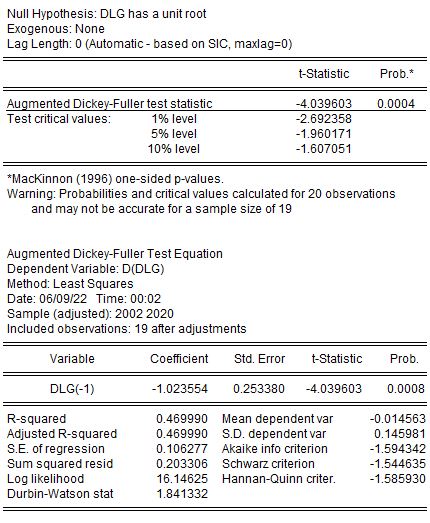 Null Hypothesis: DLG has a unit root
Exogenous: None
Lag Length: 0 (Automatic - based on SIC, maxlag=0)
t-Statistic Prob.*
Augmented Dickey-Fuller test statistic -4.039603 0.0004
Test critical values: 1% level -2.692358
5% level -1.960171
10% level -1.607051
*MacKinnon (1996) one-sided p-values.
Warning: Probabilities and critical values calculated for 20 observations
and may not be accurate for a sample size of 19
Augmented Dickey-Fuller Test Equation
Dependent Variable: D(DLG)
Method: Least Squares
Date: 06/09/22 Time: 00:02
Sample (adjusted): 2002 2020
Included observations: 19 after adjustments
Variable Coefficient Std. Error t-Statistic Prob.
DLG(-1) -1.023554 0.253380 -4.039603 0.0008
R-squared 0.469990 Mean dependent var -0.014563
Adjusted R-squared 0.469990 S.D. dependent var 0.145981
S.E. of regression 0.106277 Akaike info criterion -1.594342
Sum squared resid 0.203306 Schwarz criterion -1.544635
Log likelihood 16.14625 Hannan-Quinn criter. -1.585930
Durbin-Watson stat 1.841332